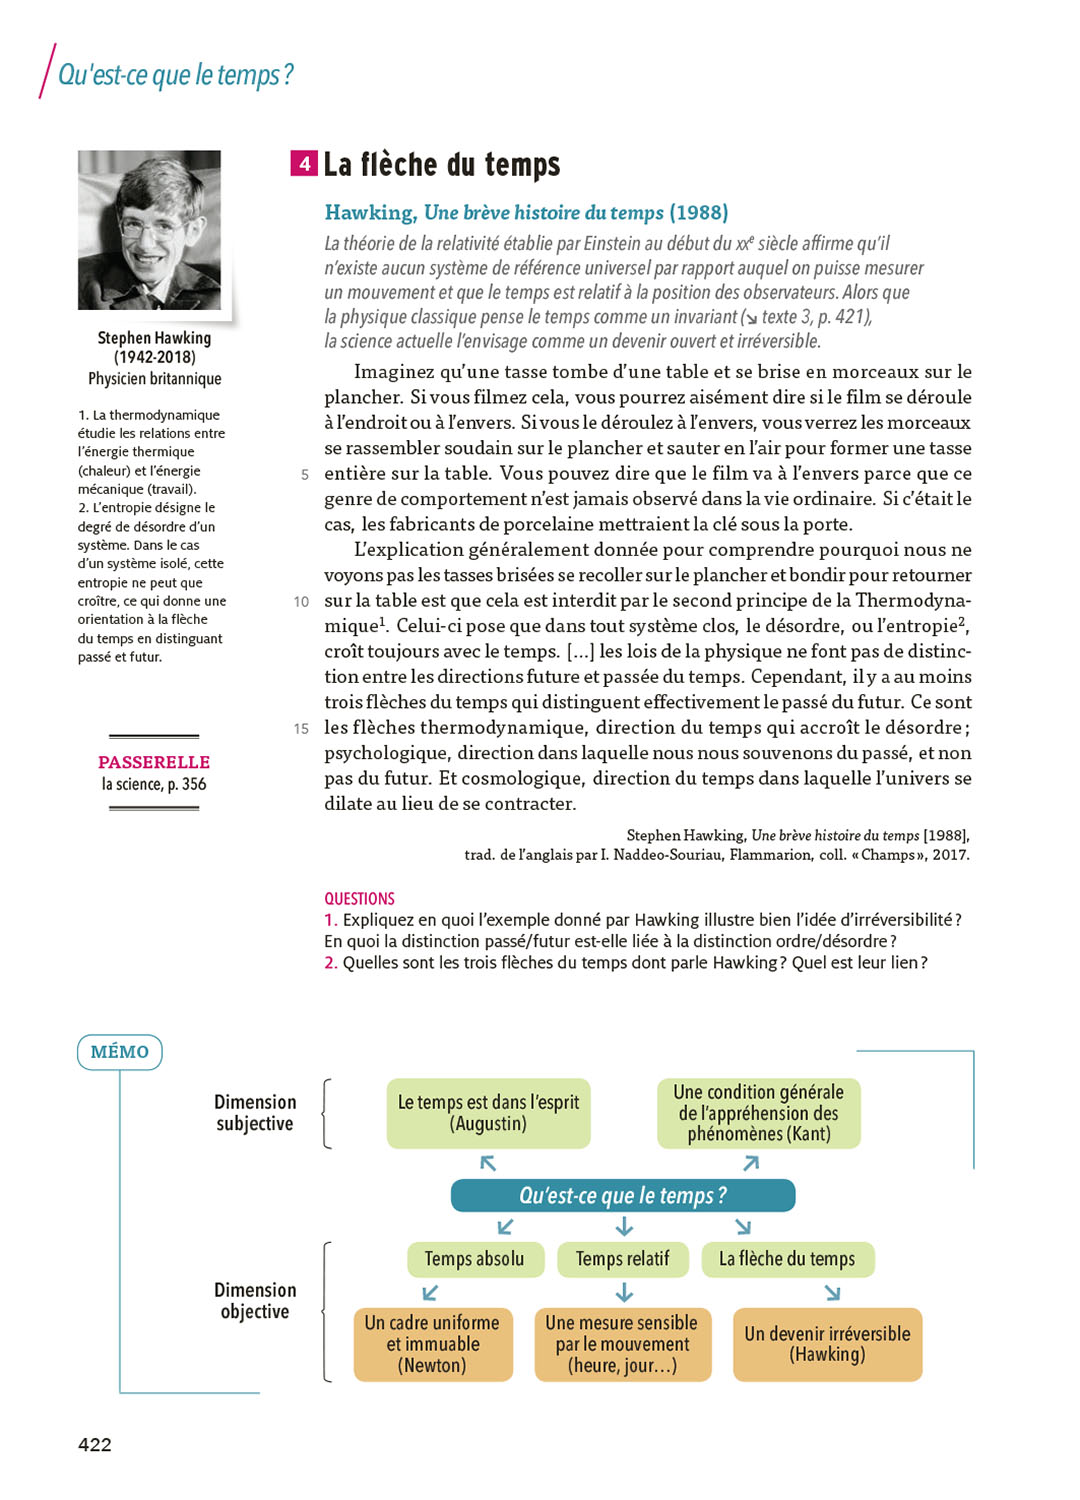 Qu'est-ce que le temps ?
Stephen Hawking
(1942-2018)
Physicien britannique
1. La thermodynamique
étudie les relations entre
l'énergie thermique
(chaleur) et l'énergie
mécanique (travail).
2. L'entropie désigne le
degré de désordre d'un
système. Dans le cas
d'un système isolé, cette
entropie ne peut que
croître, ce qui donne une
orientation à la flèche
du temps en distinguant
passé et futur.
PASSERELLE
la science, p. 356
4 La flèche du temps
Hawking, Une brève histoire du temps (1988)
La théorie de la relativité établie par Einstein au début du XXe siècle affirme qu'il
n'existe aucun système de référence universel par rapport auquel on puisse mesurer
un mouvement et que le temps est relatif à la position des observateurs. Alors que
la physique classique pense le temps comme un invariant (↘ texte 3, p. 421),
la science actuelle l'envisage comme un devenir ouvert et irréversible.
Imaginez qu'une tasse tombe d'une table et se brise en morceaux sur le
plancher. Si vous filmez cela, vous pourrez aisément dire si le film se déroule
à l'endroit ou à l'envers. Si vous le déroulez à l'envers, vous verrez les morceaux
se rassembler soudain sur le plancher et sauter en l'air pour former une tasse
5 entière sur la table. Vous pouvez dire que le film va à l'envers parce que ce
genre de comportement n'est jamais observé dans la vie ordinaire. Si c'était le
cas, les fabricants de porcelaine mettraient la clé sous la porte.
L'explication généralement donnée pour comprendre pourquoi nous ne
voyons pas les tasses brisées se recoller sur le plancher et bondir pour retourner
10 sur la table est que cela est interdit par le second principe de la Thermodyna-
mique1. Celui-ci pose que dans tout système clos, le désordre, ou l'entropie2,
croît toujours avec le temps. [...] les lois de la physique ne font pas de distinc-
tion entre les directions future et passée du temps. Cependant, il y a au moins
trois flèches du temps qui distinguent effectivement le passé du futur. Ce sont
15 les flèches thermodynamique, direction du temps qui accroît le désordre ;
psychologique, direction dans laquelle nous nous souvenons du passé, et non
pas du futur. Et cosmologique, direction du temps dans laquelle l'univers se
dilate au lieu de se contracter.
Stephen Hawking, Une brève histoire du temps [1988],
trad. de l'anglais par I. Naddeo-Souriau, Flammarion, coll. « Champs », 2017.
QUESTIONS
1. Expliquez en quoi l'exemple donné par Hawking illustre bien l'idée d'irréversibilité ?
En quoi la distinction passé/futur est-elle liée à la distinction ordre/désordre ?
2. Quelles sont les trois flèches du temps dont parle Hawking ? Quel est leur lien ?
MÉMO
Dimension
subjective
Le temps est dans l'esprit
(Augustin)
Une condition générale
de l'appréhension des
phénomènes (Kant)
Qu'est-ce que le temps ?
Dimension
objective
Temps absolu
Temps relatif
La flèche du temps
Un cadre uniforme
et immuable
(Newton)
Une mesure sensible
par le mouvement
(heure, jour...)
Un devenir irréversible
(Hawking)
422